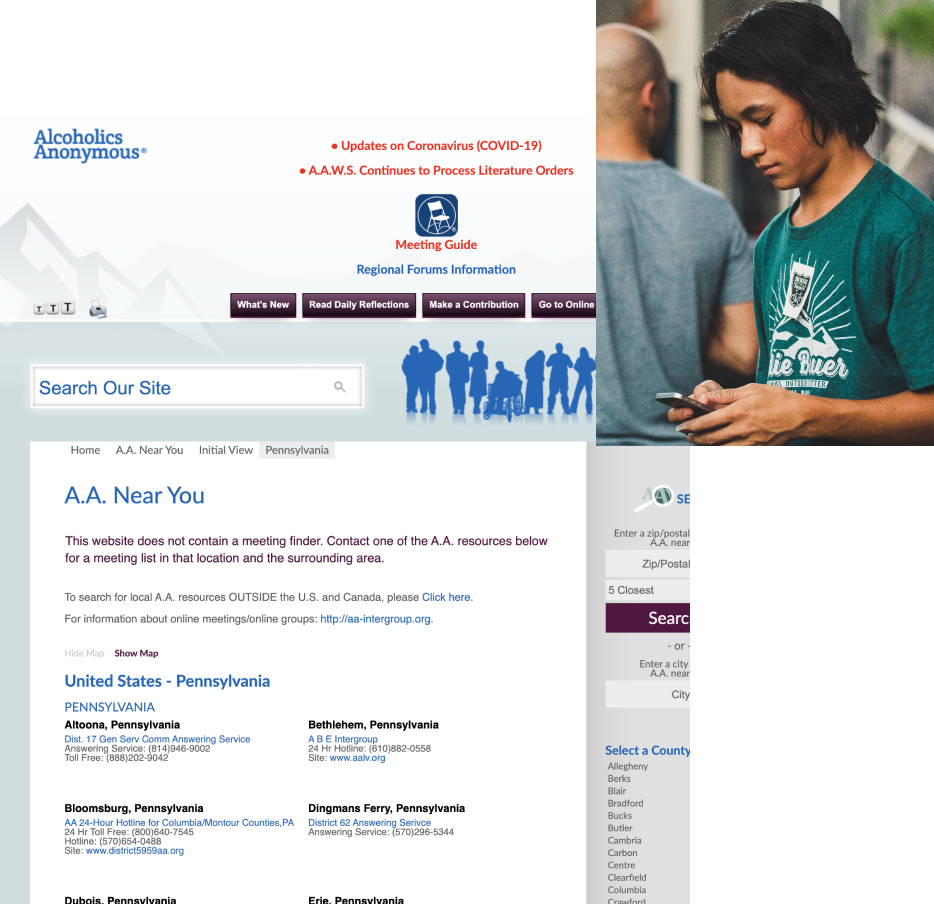 Alcoholics
Anonymous®
• Updates on Coronavirus (COVID-19)
• A.A.W.S. Continues to Process Literature Orders
Meeting Guide
Regional Forums Information
T T T
What's New
Read Daily Reflections
Make a Contribution
Go to Online
Search Our Site
Home
A.A. Near You
Initial View
Pennsylvania
A.A. Near You
This website does not contain a meeting finder. Contact one of the A.A. resources below
for a meeting list in that location and the surrounding area.
To search for local A.A. resources OUTSIDE the U.S. and Canada, please Click here.
For information about online meetings/online groups: http://aa-intergroup.org.
Hide Map Show Map
United States - Pennsylvania
PENNSYLVANIA
Altoona, Pennsylvania
Dist. 17 Gen Serv Comm Answering Service
Answering Service: (814)946-9002
Toll Free: (888)202-9042
Bethlehem, Pennsylvania
A B E Intergroup
24 Hr Hotline: (610)882-0558
Site: www.aalv.org
Bloomsburg, Pennsylvania
AA 24-Hour Hotline for Columbia/Montour Counties,PA
24 Hr Toll Free: (800)640-7545
Hotline: (570)654-0488
Site: www.district5959aa.org
Dingmans Ferry, Pennsylvania
District 62 Answering Serivce
Answering Service: (570)296-5344
Dubois, Pennsylvania
Erie, Pennsylvania
AA SE
Enter a zip/postal
A.A. near
Zip/Postal
5 Closest
Searc
- or -
Enter a city
A.A. near
City
Select a County
Allegheny
Berks
Blair
Bradford
Bucks
Butler
Cambria
Carbon
Centre
Clearfield
Columbia
Crawford
Buer
OUTFITTER